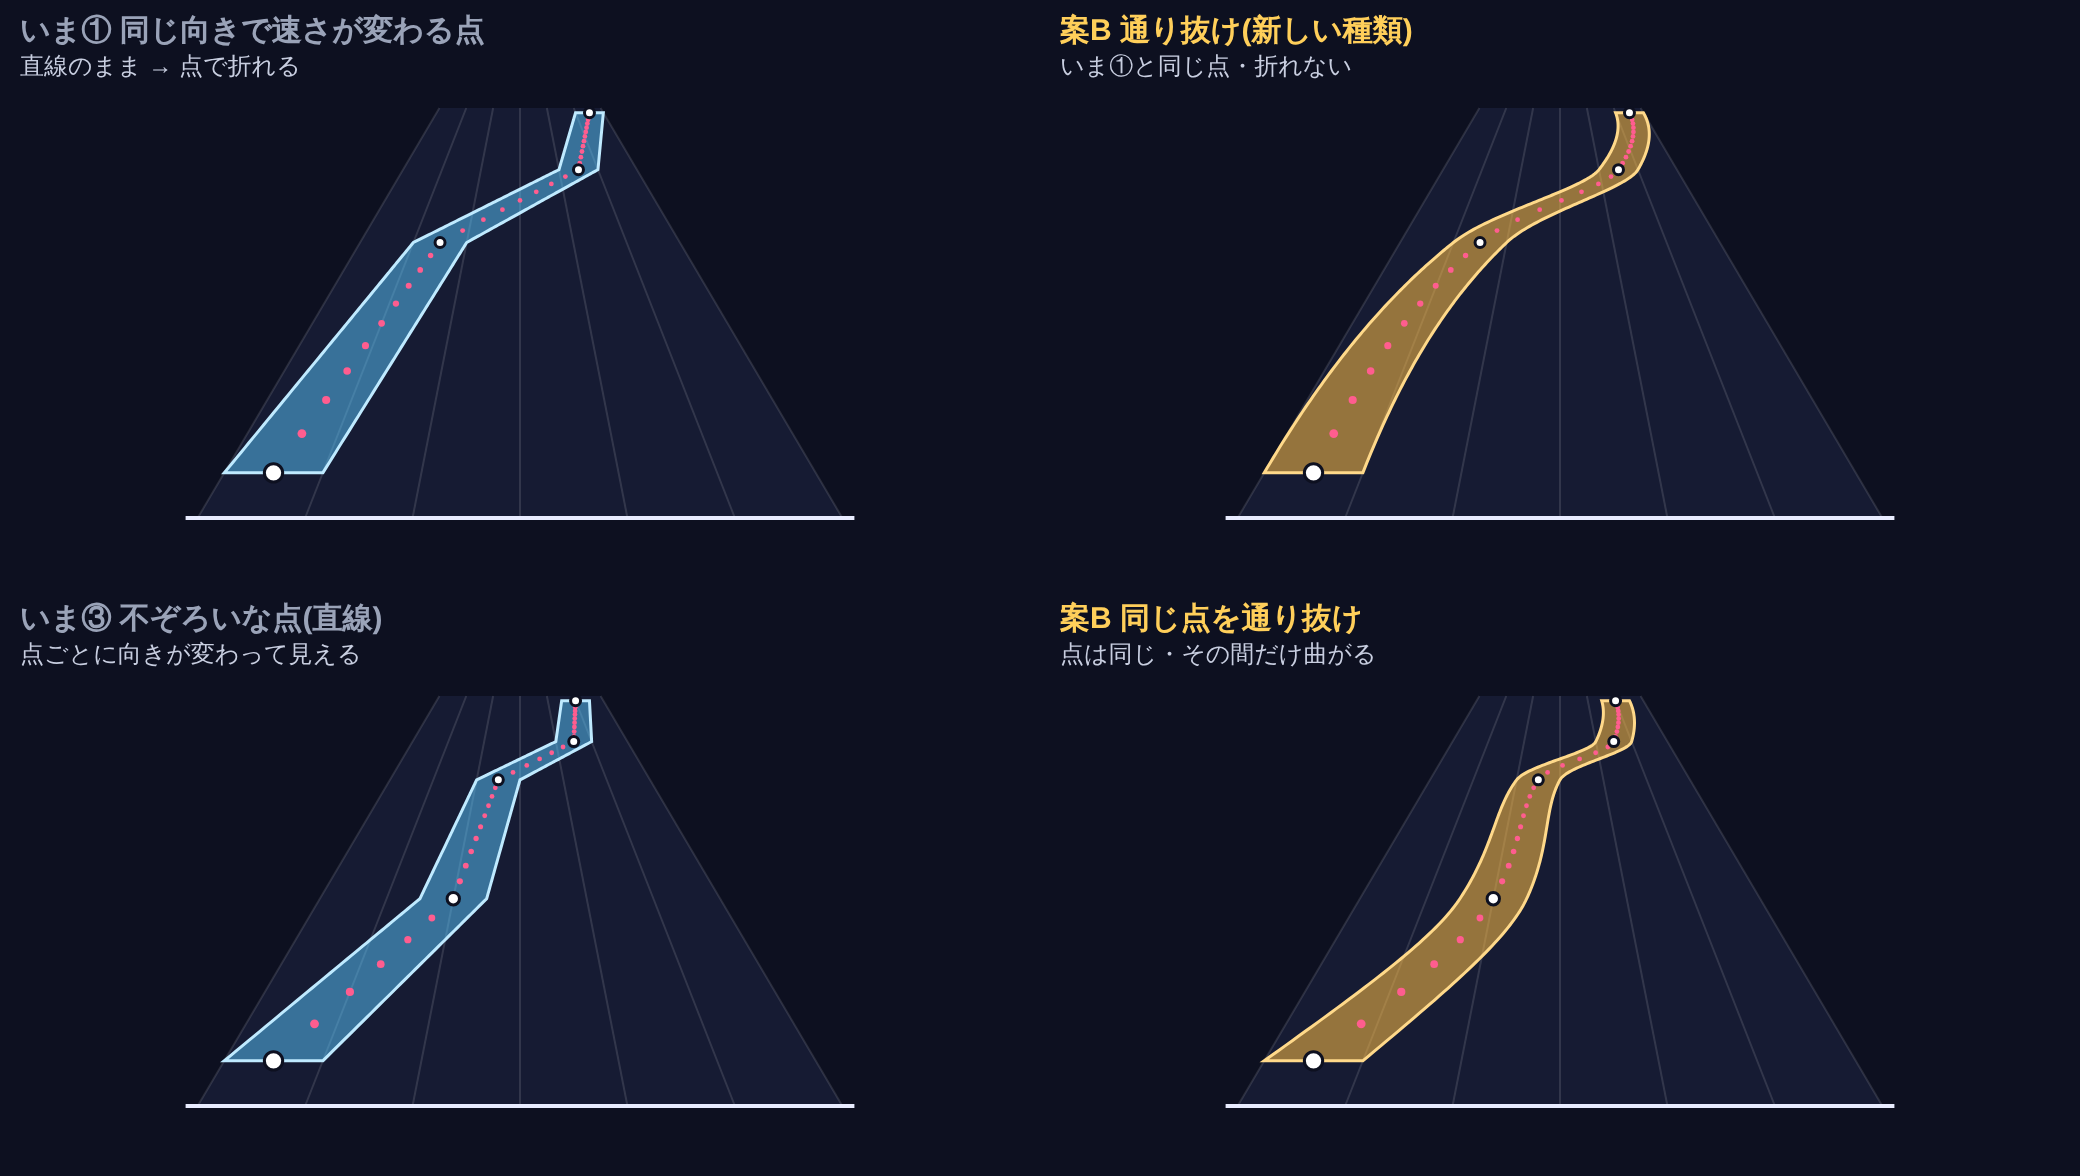 いま① 同じ向きで速さが変わる点
直線のまま → 点で折れる
案B 通り抜け(新しい種類)
いま①と同じ点・折れない
いま③ 不ぞろいな点(直線)
点ごとに向きが変わって見える
案B 同じ点を通り抜け
点は同じ・その間だけ曲がる